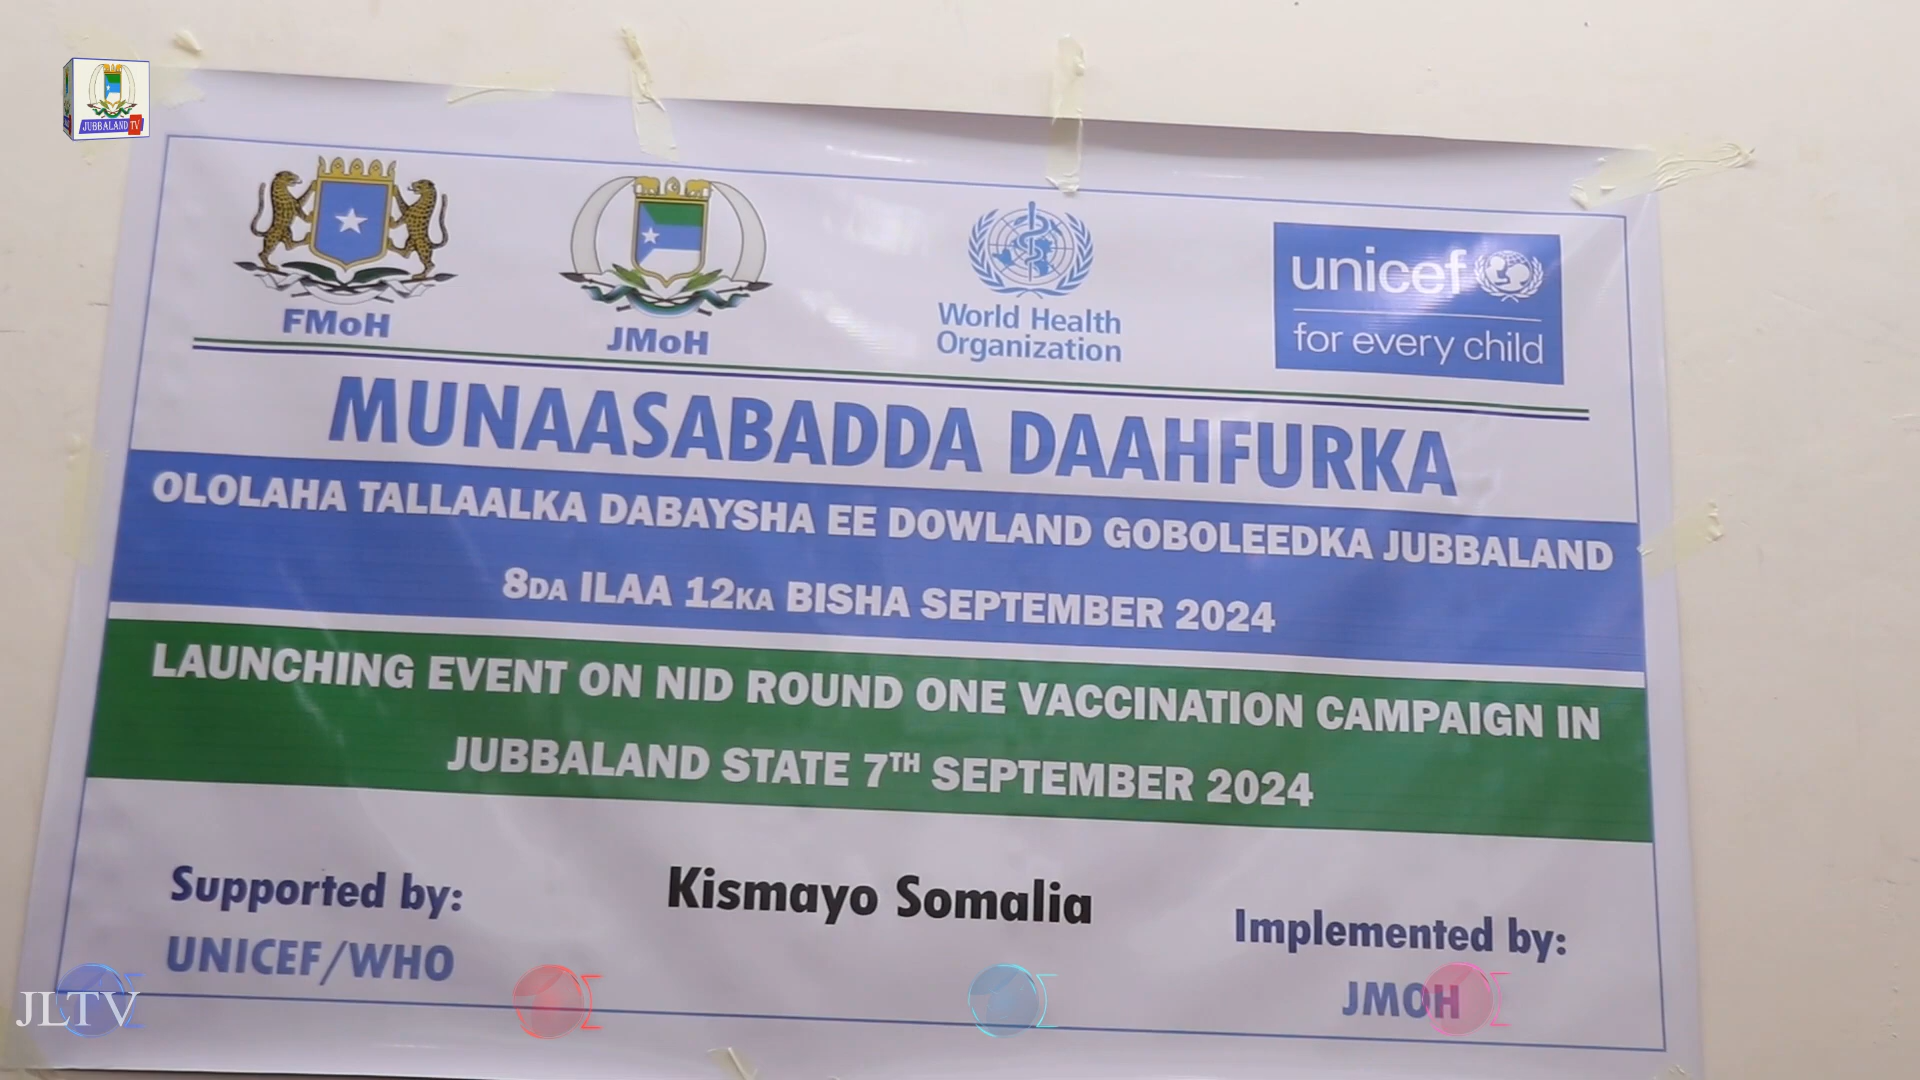 JUBBALAND TV
FMoH
JMoH
World Health
Organization
unicef
for every child
MUNAASABADDA DAAHFURKA
OLOLAHA TALLAALKA DABAYSHA EE DOWLAND GOBOLEEDKA JUBBALAND
8DA ILAA 12KA BISHA SEPTEMBER 2024
LAUNCHING EVENT ON NID ROUND ONE VACCINATION CAMPAIGN IN
JUBBALAND STATE 7TH SEPTEMBER 2024
Supported by:
UNICEF/WHO
Kismayo Somalia
Implemented by:
JMOH
JLTV